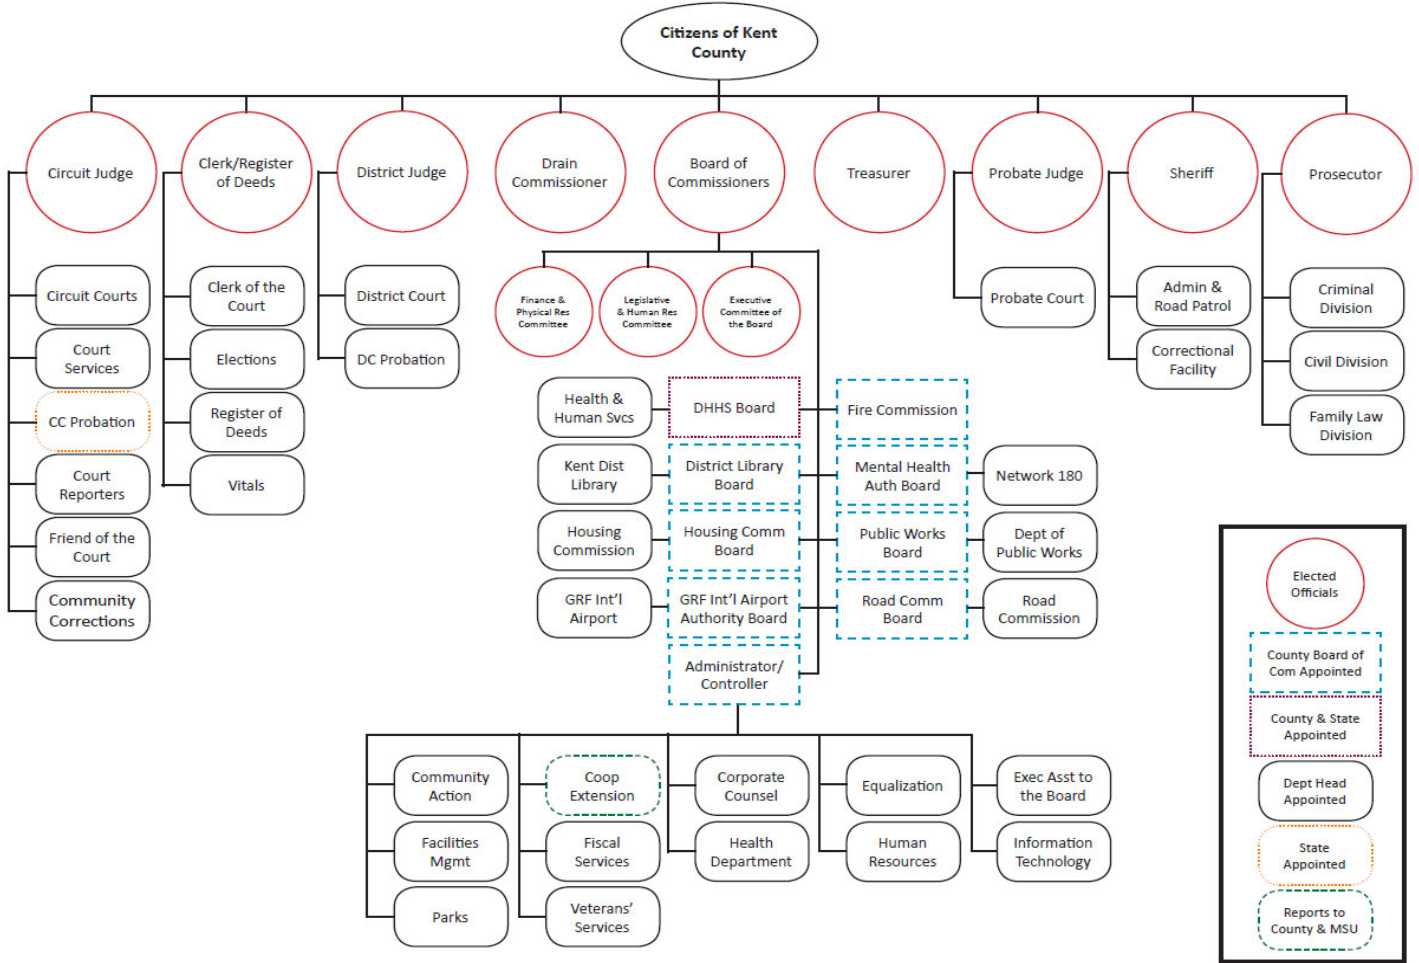 Citizens of Kent
County
Circuit Judge
Clerk/Register
of Deeds
District Judge
Drain
Commissioner
Board of
Commissioners
Treasurer
Probate Judge
Sheriff
Prosecutor
Circuit Courts
Court
Services
CC Probation
Court
Reporters
Friend of the
Court
Community
Corrections
Clerk of the
Court
Elections
Register of
Deeds
Vitals
District Court
DC Probation
Finance &
Physical Res
Committee
Legislative
& Human Res
Committee
Executive
Committee of
the Board
Probate Court
Admin &
Road Patrol
Correctional
Facility
Criminal
Division
Civil Division
Family Law
Division
Health &
Human Svcs
DHHS Board
Fire Commission
Kent Dist
Library
District Library
Board
Mental Health
Auth Board
Network 180
Housing
Commission
Housing Comm
Board
Public Works
Board
Dept of
Public Works
GRF Int'l
Airport
GRF Int'l Airport
Authority Board
Road Comm
Board
Road
Commission
Administrator/
Controller
Community
Action
Coop
Extension
Corporate
Counsel
Equalization
Exec Asst to
the Board
Facilities
Mgmt
Fiscal
Services
Health
Department
Human
Resources
Information
Technology
Parks
Veterans'
Services
Elected
Officials
County Board of
Com Appointed
County & State
Appointed
Dept Head
Appointed
State
Appointed
Reports to
County & MSU